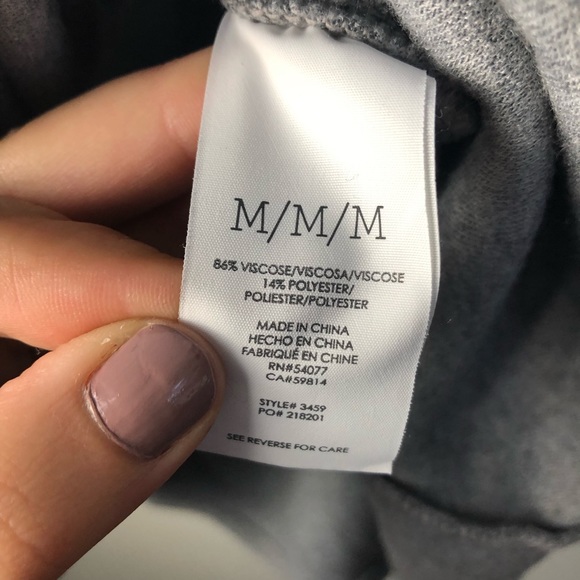 M/M/M
86% VISCOSE/VISCOSA/VISCOSE
14% POLYESTER/
POLIESTER/POLYESTER
MADE IN CHINA
HECHO EN CHINA
FABRIQUÉ EN CHINE
RN#54077
CA#59814
STYLE# 3459
PO# 218201
SEE REVERSE FOR CARE